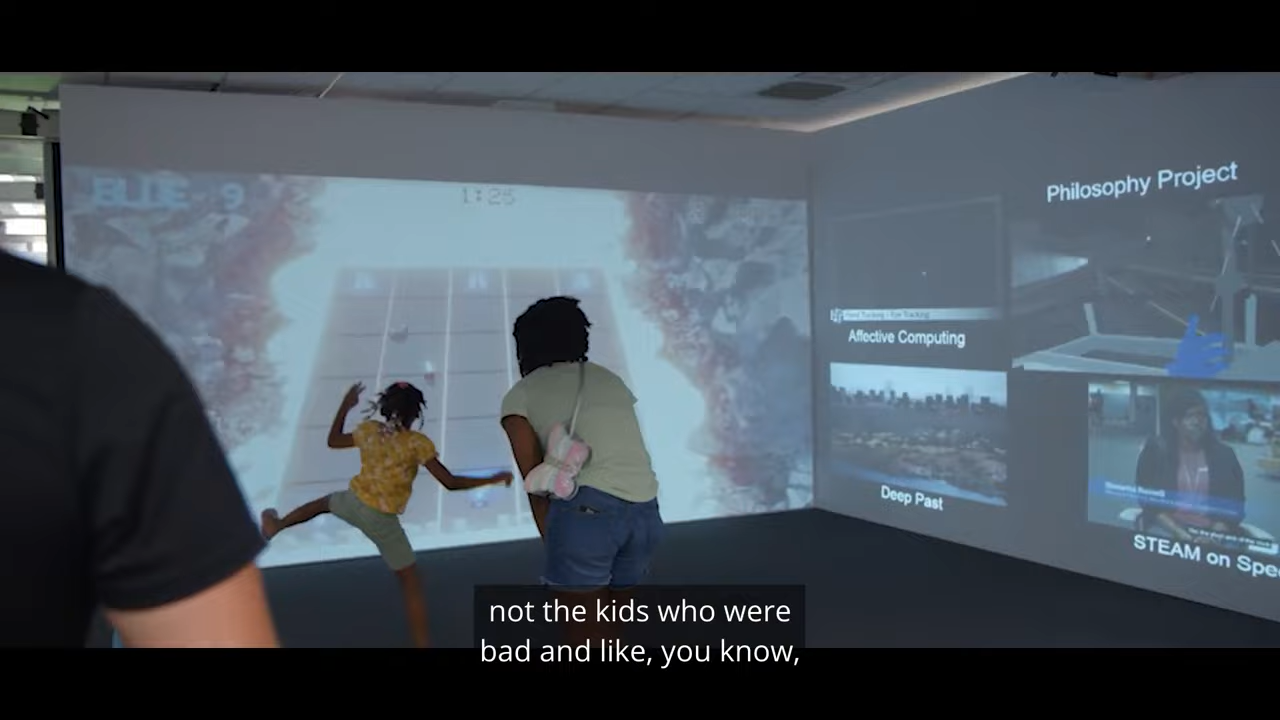 BLUE 9
1:25
Philosophy Project
Affective Computing
Deep Past
STEAM on Spe
not the kids who were
bad and like, you know,